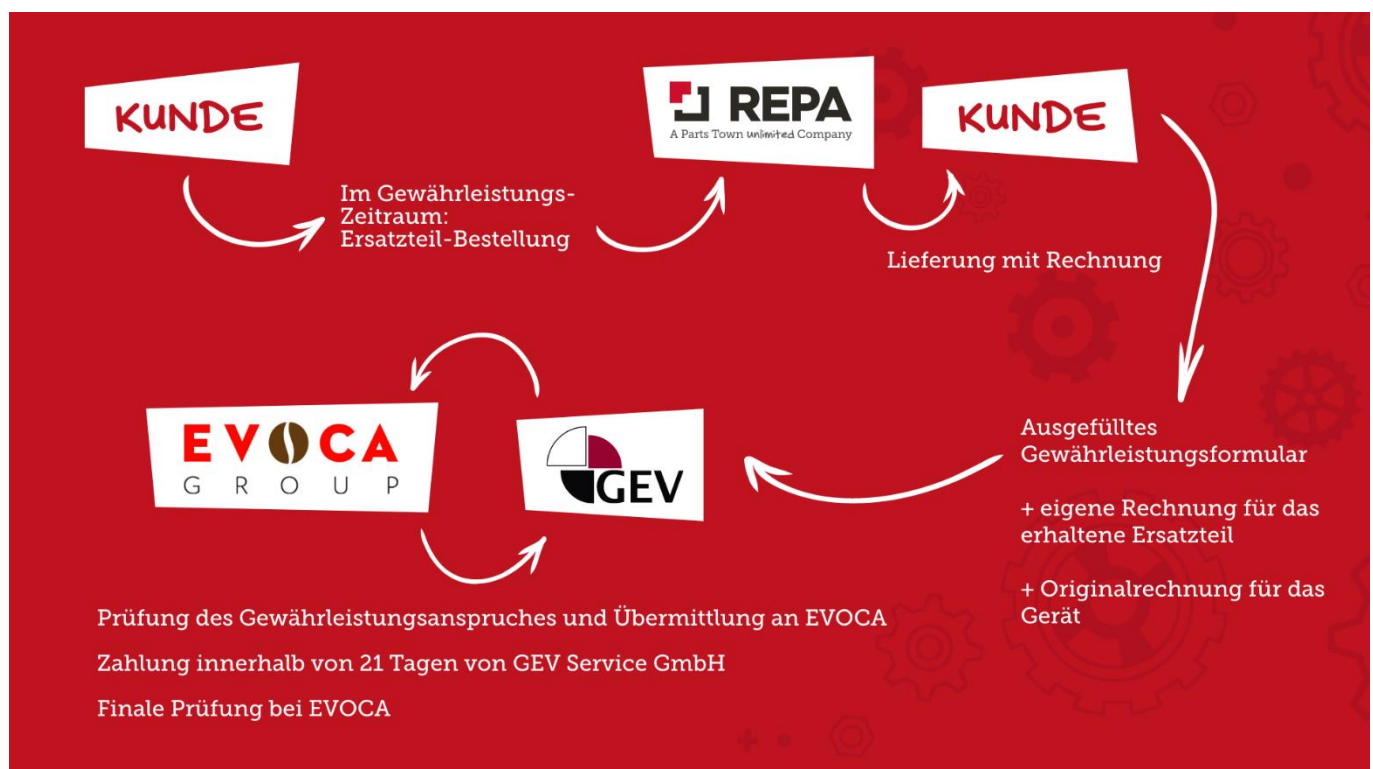 KUNDE
REPA
A Parts Town unlimited Company
KUNDE
Im Gewährleistungs-
Zeitraum:
Ersatzteil-Bestellung
Lieferung mit Rechnung
EVOCA
GROUP
GEV
Ausgefülltes
Gewährleistungsformular
+ eigene Rechnung für das
erhaltene Ersatzteil
+ Originalrechnung für das
Gerät
Prüfung des Gewährleistungsanspruches und Übermittlung an EVOCA
Zahlung innerhalb von 21 Tagen von GEV Service GmbH
Finale Prüfung bei EVOCA